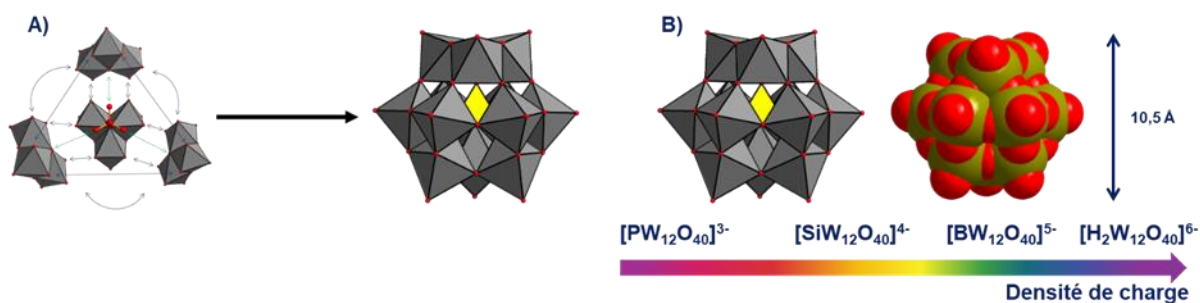 A)
B)
10,5 Å
[PW₁₂O₄₀]³⁻ [SiW₁₂O₄₀]⁴⁻ [BW₁₂O₄₀]⁵⁻ [H₂W₁₂O₄₀]⁶⁻
Densité de charge